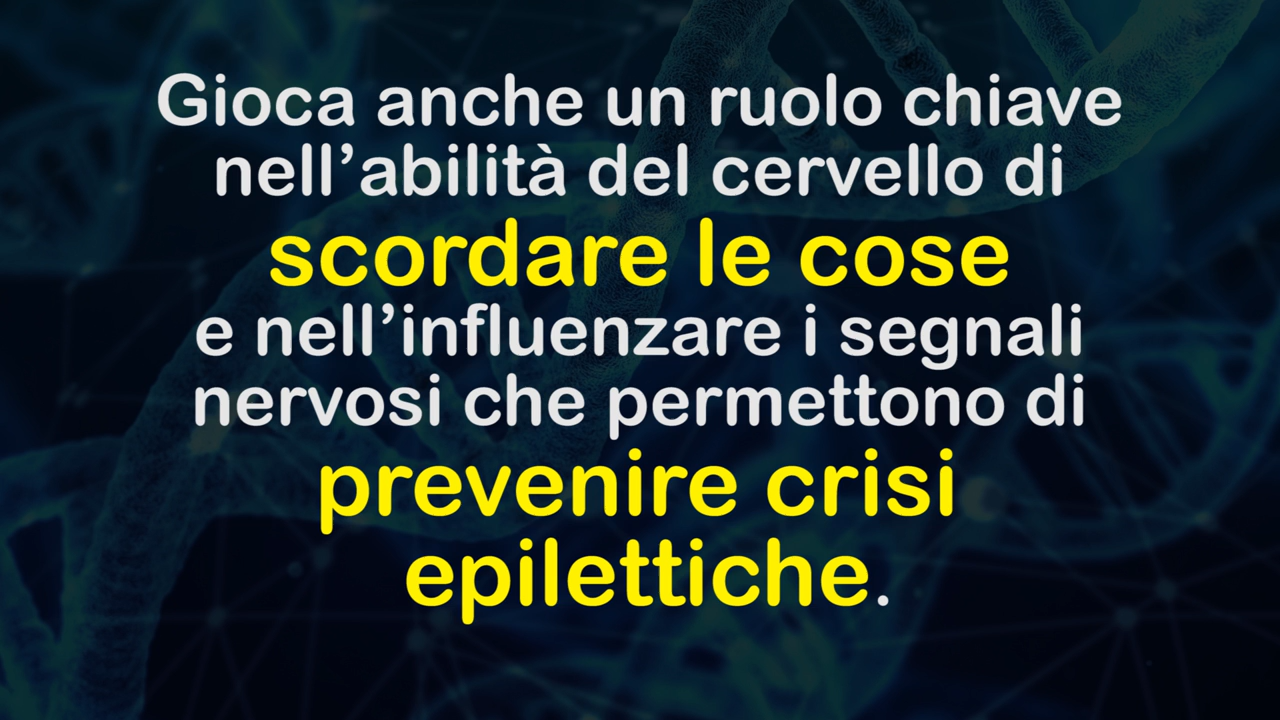 Gioca anche un ruolo chiave
nell’abilità del cervello di
scordare le cose
e nell’influenzare i segnali
nervosi che permettono di
prevenire crisi
epilettiche.